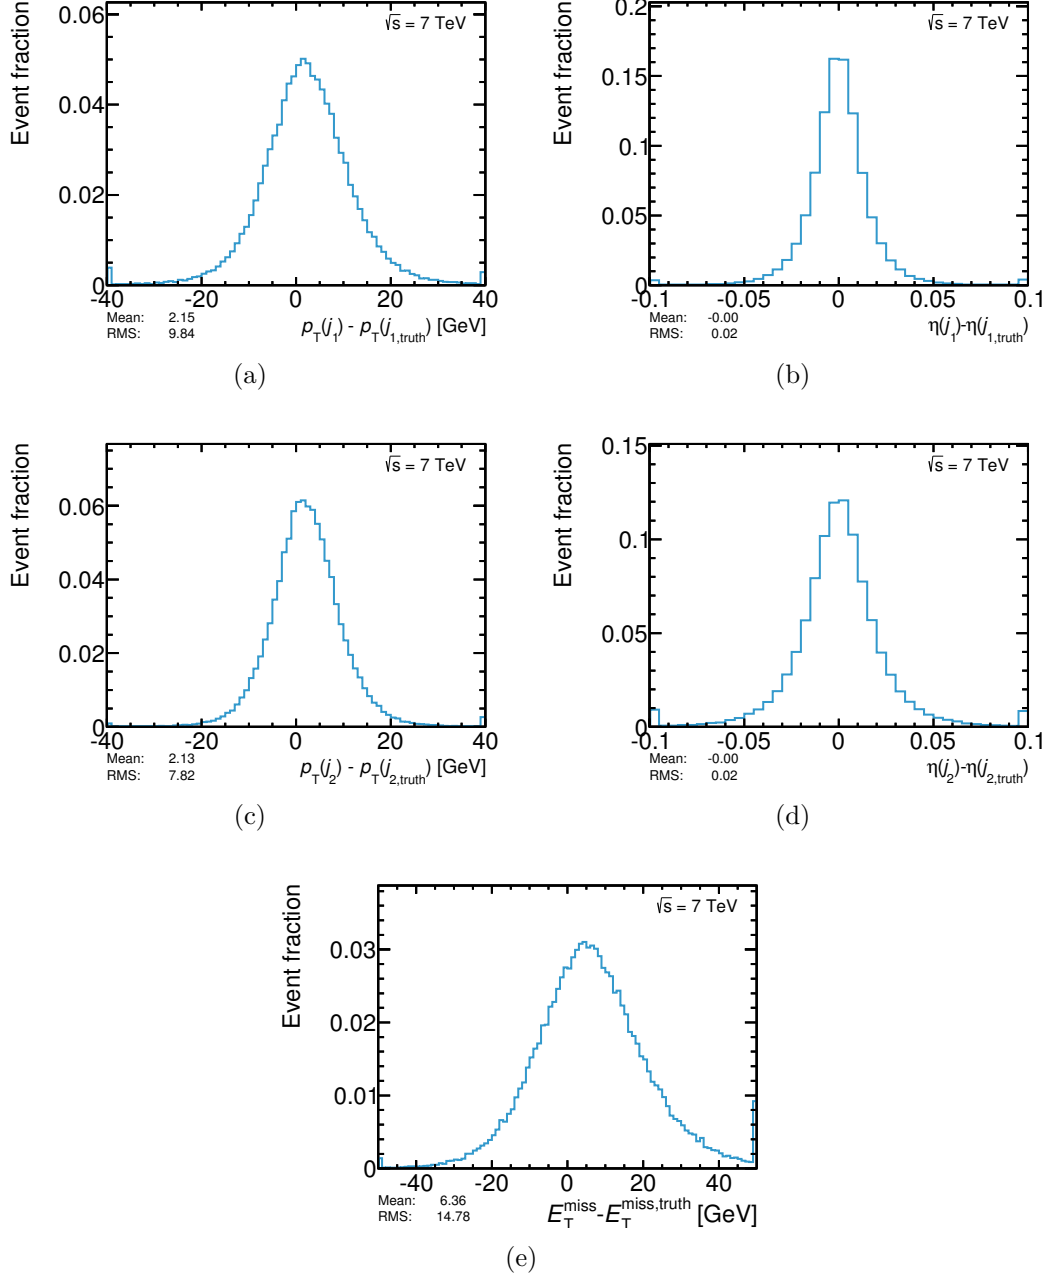 Event fraction
√s = 7 TeV
0.06
0.04
0.02
0
-40 -20 0 20 40
Mean: 2.15
RMS: 9.84
p_T(j_1) - p_T(j_1,truth) [GeV]
(a)
Event fraction
√s = 7 TeV
0.2
0.15
0.1
0.05
0
-0.1 -0.05 0 0.05 0.1
Mean: -0.00
RMS: 0.02
η(j_1)-η(j_1,truth)
(b)
Event fraction
√s = 7 TeV
0.06
0.04
0.02
0
-40 -20 0 20 40
Mean: 2.13
RMS: 7.82
p_T(j_2) - p_T(j_2,truth) [GeV]
(c)
Event fraction
√s = 7 TeV
0.15
0.1
0.05
0
-0.1 -0.05 0 0.05 0.1
Mean: -0.00
RMS: 0.02
η(j_2)-η(j_2,truth)
(d)
Event fraction
√s = 7 TeV
0.03
0.02
0.01
0
-40 -20 0 20 40
Mean: 6.36
RMS: 14.78
E_T^miss-E_T^miss,truth [GeV]
(e)